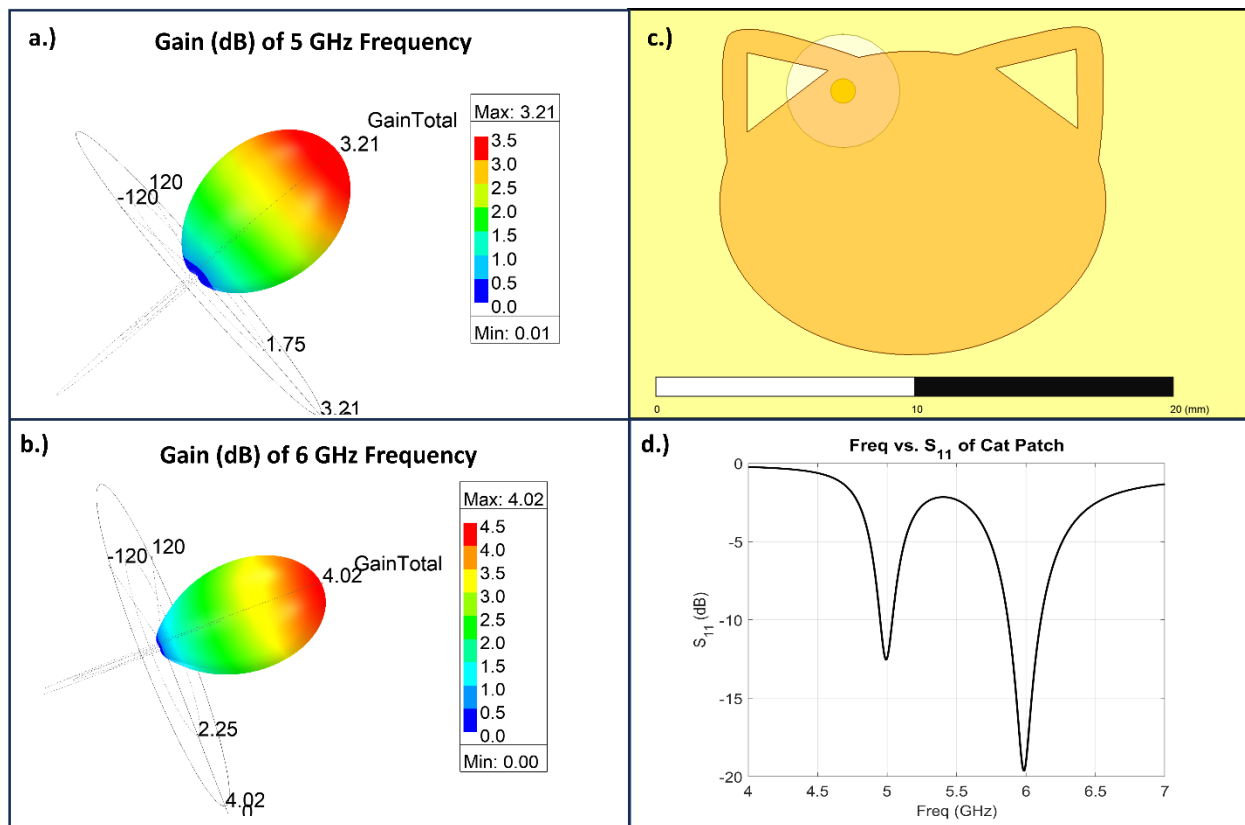 a.)
Gain (dB) of 5 GHz Frequency
Max: 3.21
GainTotal
3.21
3.5
3.0
2.5
2.0
1.5
1.0
0.5
0.0
Min: 0.01
120
-120
1.75
3.21
c.)
0
10
20 (mm)
b.)
Gain (dB) of 6 GHz Frequency
Max: 4.02
GainTotal
4.02
4.5
4.0
3.5
3.0
2.5
2.0
1.5
1.0
0.5
0.0
Min: 0.00
120
-120
2.25
4.02
0
d.)
Freq vs. S11 of Cat Patch
S11 (dB)
0
-5
-10
-15
-20
4 4.5 5 5.5 6 6.5 7
Freq (GHz)